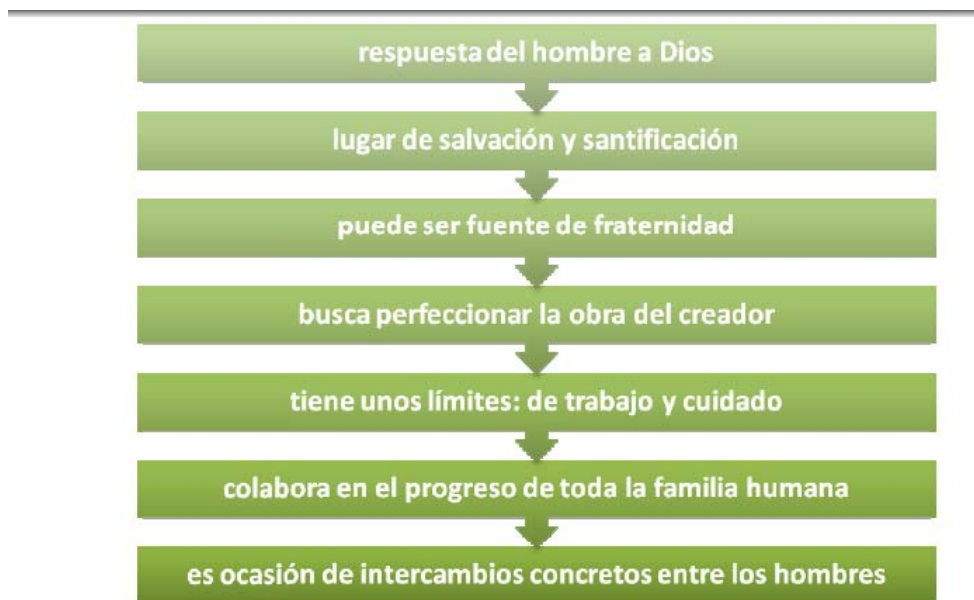 respuesta del hombre a Dios
lugar de salvación y santificación
puede ser fuente de fraternidad
busca perfeccionar la obra del creador
tiene unos límites: de trabajo y cuidado
colabora en el progreso de toda la familia humana
es ocasión de intercambios concretos entre los hombres